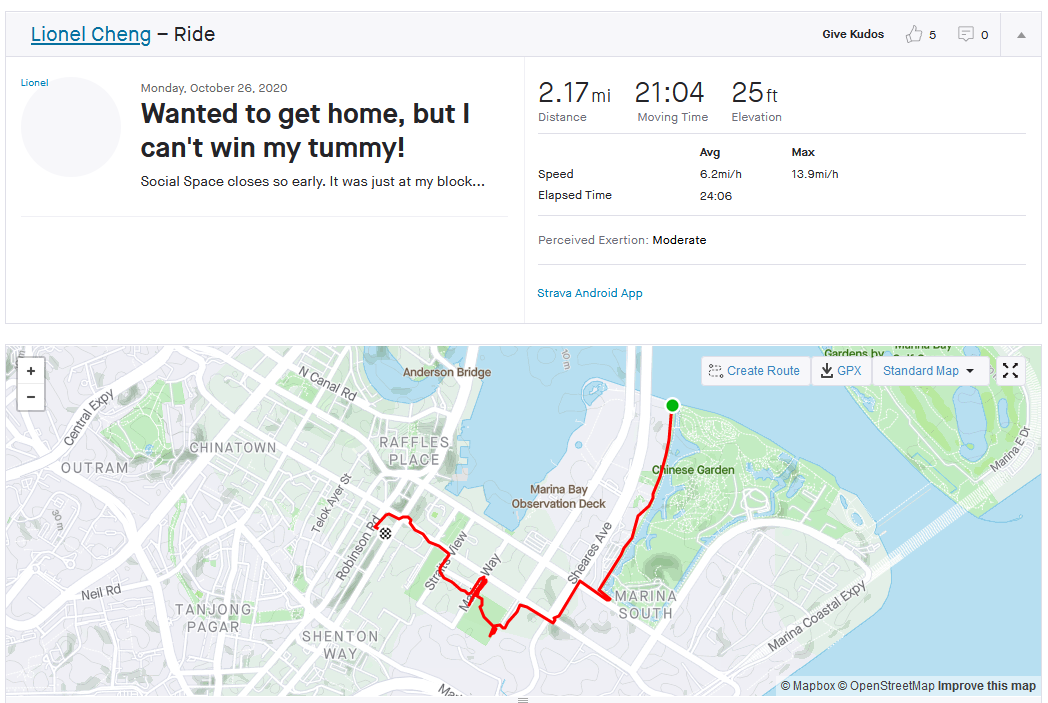 Lionel Cheng – Ride
Give Kudos
5
0
Lionel
Monday, October 26, 2020
Wanted to get home, but I
can't win my tummy!
Social Space closes so early. It was just at my block...
2.17mi
21:04
25ft
Distance
Moving Time
Elevation
Avg
Max
Speed
6.2mi/h
13.9mi/h
Elapsed Time
24:06
Perceived Exertion: Moderate
Strava Android App
+
−
Create Route
GPX
Standard Map
Gardens by
Marina Bay
10 m
Anderson Bridge
N Canal Rd
Central Expy
CHINATOWN
RAFFLES
PLACE
OUTRAM
Marina E Dr
Chinese Garden
Marina Bay
Observation Deck
Telok Ayer St
30 m
Robinson Rd
Straits View
Sheares Ave
Way
Neil Rd
MARINA
SOUTH
TANJONG
PAGAR
SHENTON
WAY
Marina Coastal Expy
© Mapbox © OpenStreetMap Improve this map